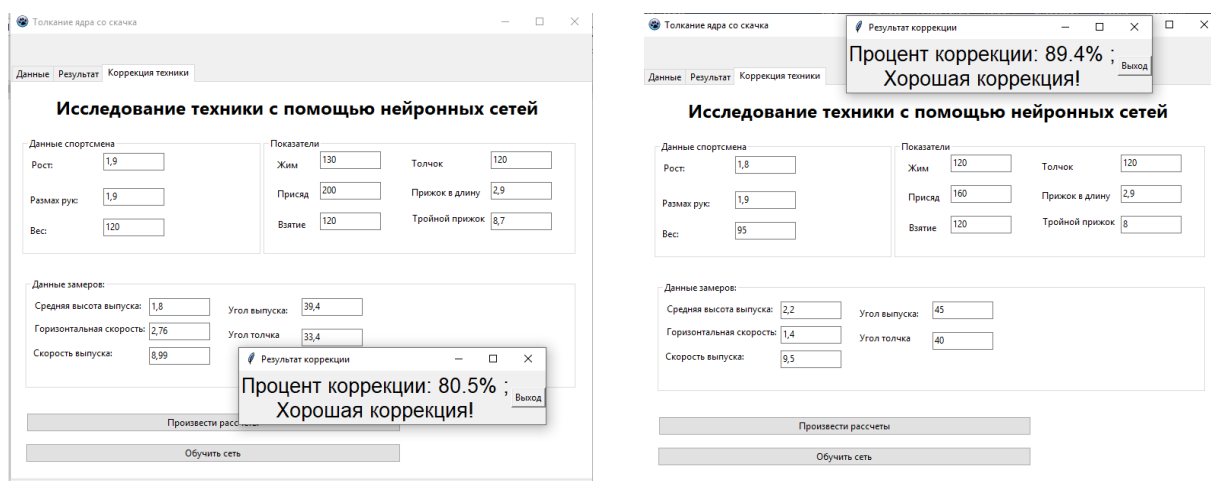 Толкание ядра со скачка
Данные Результат Коррекция техники
Исследование техники с помощью нейронных сетей
Данные спортсмена
Рост: 1,9
Размах рук: 1,9
Вес: 120
Показатели
Жим 130 Толчок 120
Присяд 200 Прижок в длину 2,9
Взятие 120 Тройной прижок 8,7
Данные замеров:
Средняя высота выпуска: 1,8 Угол выпуска: 39,4
Горизонтальная скорость: 2,76 Угол толчка 33,4
Скорость выпуска: 8,99
Результат коррекции
Процент коррекции: 80.5% ;
Хорошая коррекция!
Выход
Произвести рассчеты
Обучить сеть
Толкание ядра со скачка
Результат коррекции
Процент коррекции: 89.4% ;
Хорошая коррекция!
Выход
Данные Результат Коррекция техники
Исследование техники с помощью нейронных сетей
Данные спортсмена
Рост: 1,8
Размах рук: 1,9
Вес: 95
Показатели
Жим 120 Толчок 120
Присяд 160 Прижок в длину 2,9
Взятие 120 Тройной прижок 8
Данные замеров:
Средняя высота выпуска: 2,2 Угол выпуска: 45
Горизонтальная скорость: 1,4 Угол толчка 40
Скорость выпуска: 9,5
Произвести рассчеты
Обучить сеть